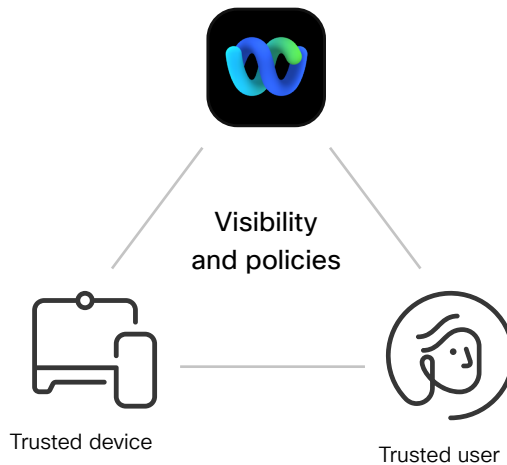 Visibility
and policies
Trusted device
Trusted user